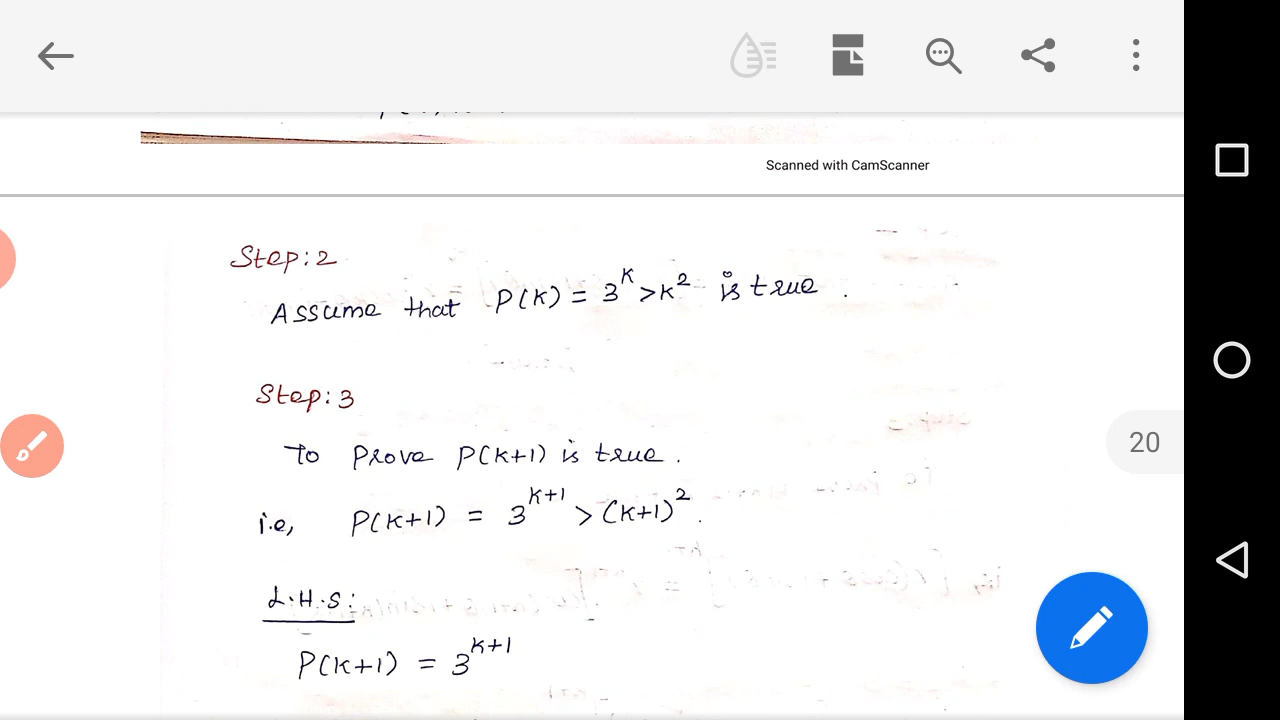 Scanned with CamScanner
Step:2
Assume that P(K) = 3^K > K^2 is true.
Step:3
To prove P(K+1) is true.
i.e, P(K+1) = 3^{K+1} > (K+1)^2.
20
L.H.S:
P(K+1) = 3^{K+1}